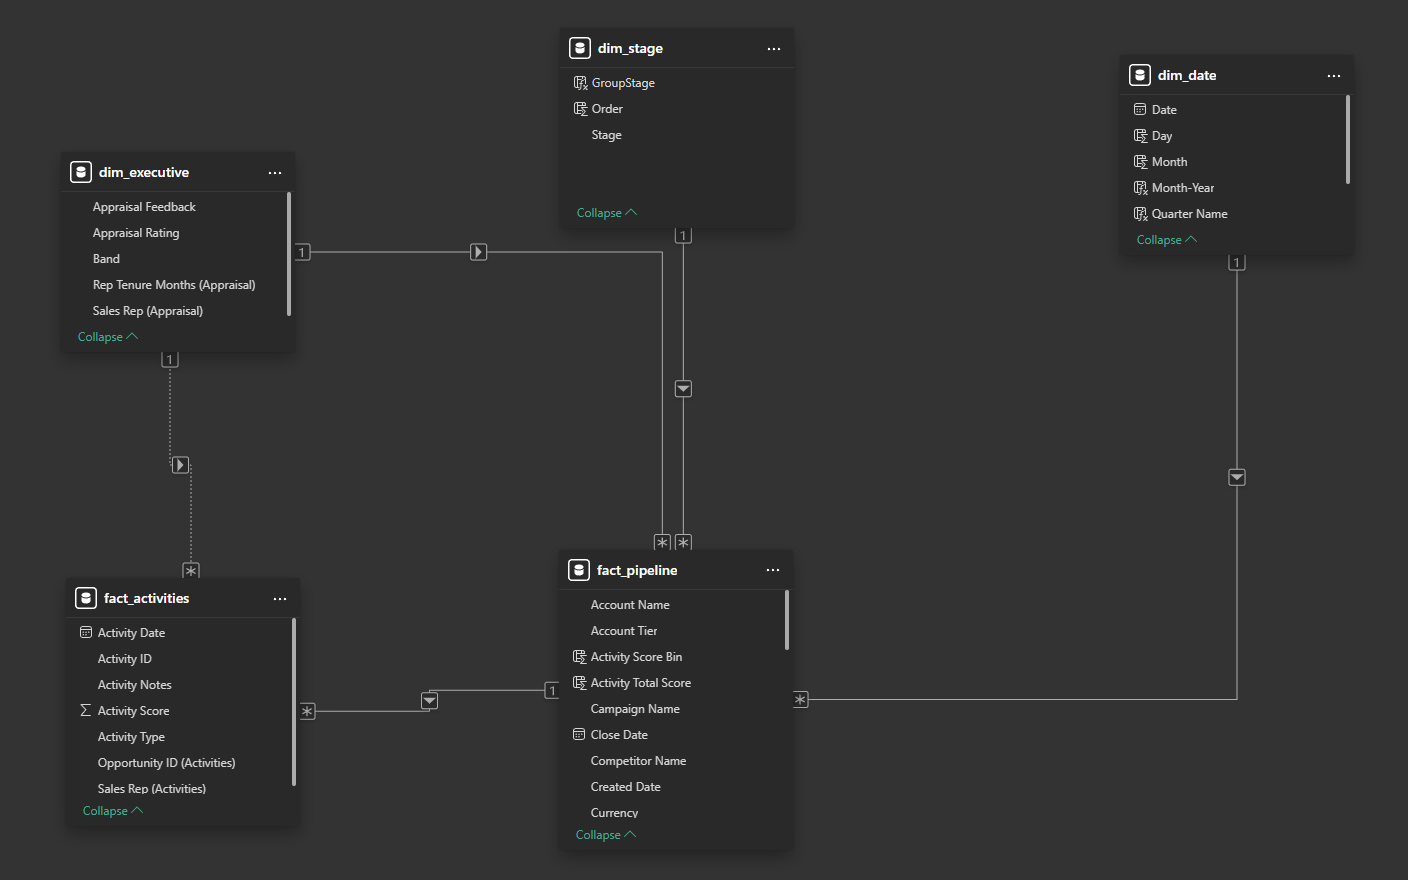 dim_stage
GroupStage
Order
Stage
Collapse
1
dim_date
Date
Day
Month
Month-Year
Quarter Name
Collapse
1
dim_executive
Appraisal Feedback
Appraisal Rating
Band
Rep Tenure Months (Appraisal)
Sales Rep (Appraisal)
Collapse
1
1
*
*
*
fact_activities
Activity Date
Activity ID
Activity Notes
Activity Score
Activity Type
Opportunity ID (Activities)
Sales Rep (Activities)
Collapse
*
1
fact_pipeline
Account Name
Account Tier
Activity Score Bin
Activity Total Score
Campaign Name
Close Date
Competitor Name
Created Date
Currency
Collapse
*